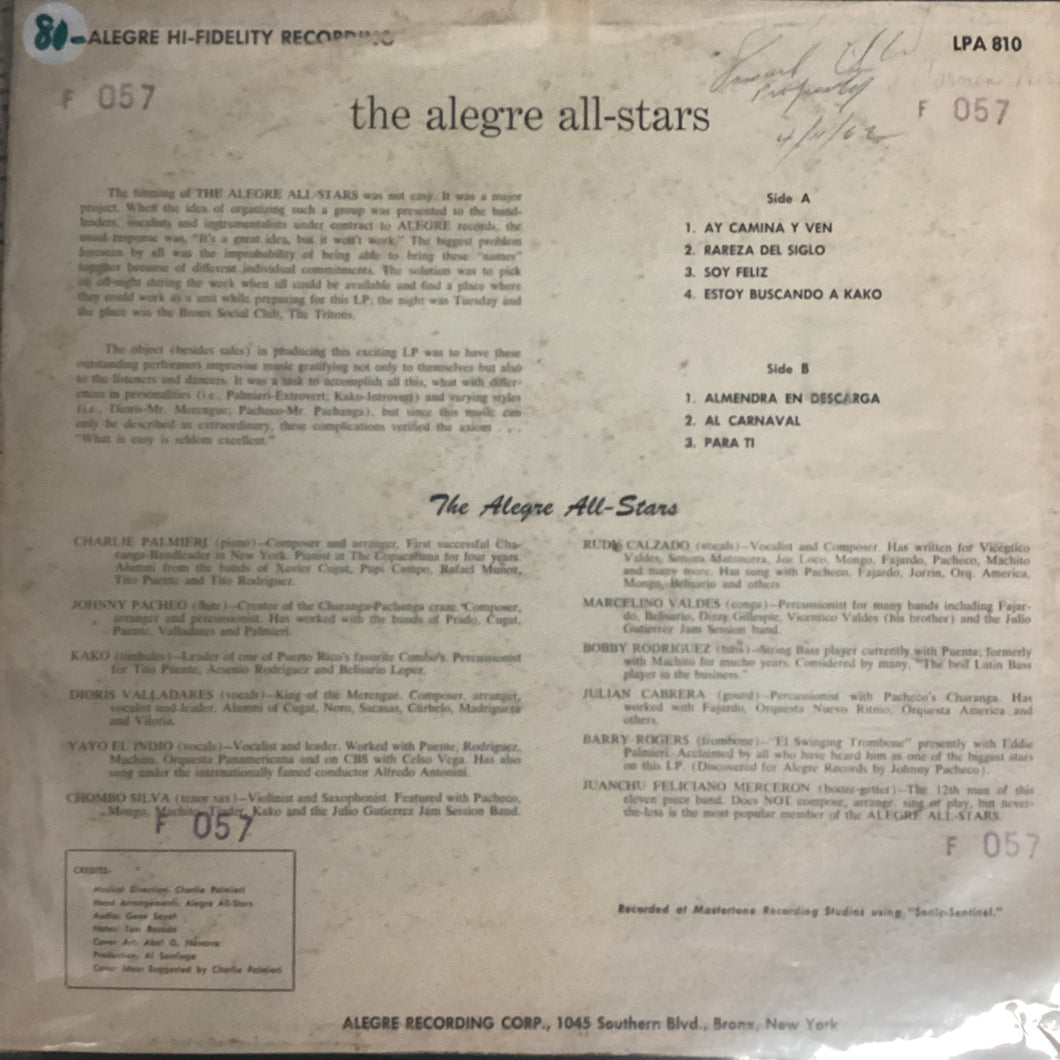 80
ALEGRE HI-FIDELITY RECORDING
LPA 810
F 057
Property
F 057
4/11/62
the alegre all-stars
The forming of THE ALEGRE ALL-STARS was not easy. It was a major
project. When the idea of organizing such a group was presented to the band-
leaders, vocalists and instrumentalists under contract to ALEGRE records, the
usual response was, "It's a great idea, but it won't work." The biggest problem
foreseen by all was the improbability of being able to bring these "names"
together because of different individual commitments. The solution was to pick
an off-night during the week when all could be available and find a place where
they could work as a unit while preparing for this LP; the night was Tuesday and
the place was the Bronx Social Club, The Tritons.
The object (besides sales) in producing this exciting LP was to have these
outstanding performers improvise music gratifying not only to themselves but also
to the listeners and dancers. It was a task to accomplish all this, what with differ-
ences in personalities (i.e., Palmieri-Extrovert; Kako-Introvert) and varying styles
(i.e., Dioris-Mr. Merengue; Pacheco-Mr. Pachanga), but since this music can
only be described as extraordinary, these complications verified the axiom . . .
"What is easy is seldom excellent."
Side A
1. AY CAMINA Y VEN
2. RAREZA DEL SIGLO
3. SOY FELIZ
4. ESTOY BUSCANDO A KAKO
Side B
1. ALMENDRA EN DESCARGA
2. AL CARNAVAL
3. PARA TI
The Alegre All-Stars
CHARLIE PALMIERI (piano)—Composer and arranger. First successful Cha-
ranga-Bandleader in New York. Pianist at The Copacabana for four years.
Alumni from the bands of Xavier Cugat, Pupi Campo, Rafael Muñoz,
Tito Puente and Tito Rodriguez.
JOHNNY PACHEO (flute)—Creator of the Charanga-Pachanga craze. Composer,
arranger and percussionist. Has worked with the bands of Prado, Cugat,
Puente, Valladares and Palmieri.
KAKO (timbales)—Leader of one of Puerto Rico's favorite Combo's. Percussionist
for Tito Puente, Arsenio Rodriguez and Belisario Lopez.
DIORIS VALLADARES (vocals)—King of the Merengue. Composer, arranger,
vocalist and leader. Alumni of Cugat, Noro, Sacasas, Curbelo, Madriguera
and Viloria.
YAYO EL INDIO (vocals)—Vocalist and leader. Worked with Puente, Rodriguez,
Machito, Orquesta Panamericana and on CBS with Celso Vega. Has also
sung under the internationally famed conductor Alfredo Antonini.
CHOMBO SILVA (tenor sax)—Violinist and Saxophonist. Featured with Pacheco,
Mongo, Machito, Tjader, Kako and the Julio Gutierrez Jam Session Band.
F 057
RUDY CALZADO (vocals)—Vocalist and Composer. Has written for Vicentico
Valdes, Sonora Matancera, Joe Loco, Mongo, Fajardo, Pacheco, Machito
and many more. Has sung with Pacheco, Fajardo, Jorrin, Orq. America,
Mongo, Belisario and others.
MARCELINO VALDES (conga)—Percussionist for many bands including Fajar-
do, Belisario, Dizzy Gillespie, Vicentico Valdes (his brother) and the Julio
Gutierrez Jam Session band.
BOBBY RODRIGUEZ (bass)—String Bass player currently with Puente; formerly
with Machito for mucho years. Considered by many, "The best Latin Bass
player in the business."
JULIAN CABRERA (gourd)—Percussionist with Pacheco's Charanga. Has
worked with Fajardo, Orquesta Nuevo Ritmo, Orquesta America and
others.
BARRY ROGERS (trombone)—"El Swinging Trombone" presently with Eddie
Palmieri. Acclaimed by all who have heard him as one of the biggest stars
on this LP. (Discovered for Alegre Records by Johnny Pacheco).
JUANCHU FELICIANO MERCERON (booze-getter)—The 12th man of this
eleven piece band. Does NOT compose, arrange, sing or play, but never-
the-less is the most popular member of the ALEGRE ALL-STARS.
F 057
CREDITS:
Musical Direction: Charlie Palmieri
Head Arrangements: Alegre All-Stars
Audio: Gene
Notes: Tom Rosado
Cover Art: Abel G. Navarro
Production: Al Santiago
Cover Ideas Suggested by Charlie Palmieri
Recorded at Mastertone Recording Studios using "Sonic-Sentinel."
ALEGRE RECORDING CORP., 1045 Southern Blvd., Bronx, New York